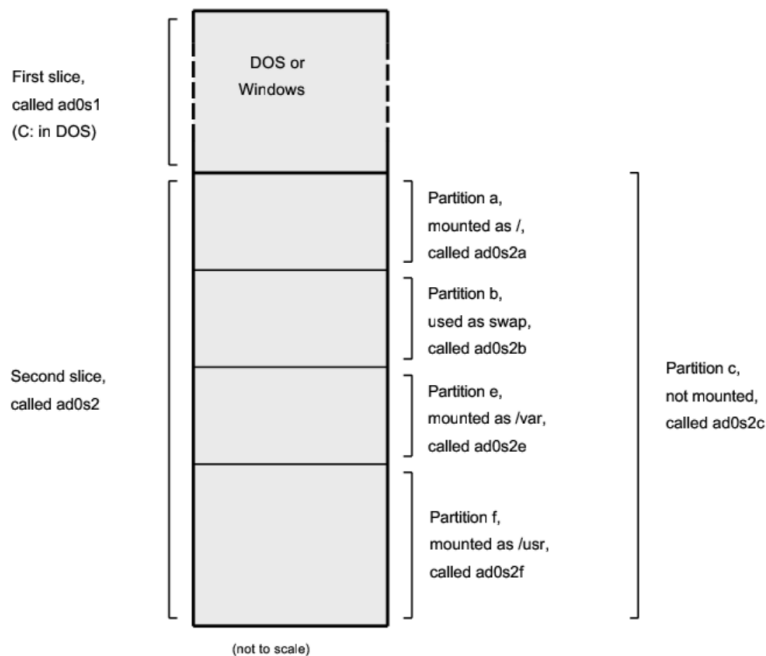 DOS or
Windows
First slice,
called ad0s1
(C: in DOS)
Partition a,
mounted as /,
called ad0s2a
Partition b,
used as swap,
called ad0s2b
Second slice,
called ad0s2
Partition e,
mounted as /var,
called ad0s2e
Partition c,
not mounted,
called ad0s2c
Partition f,
mounted as /usr,
called ad0s2f
(not to scale)